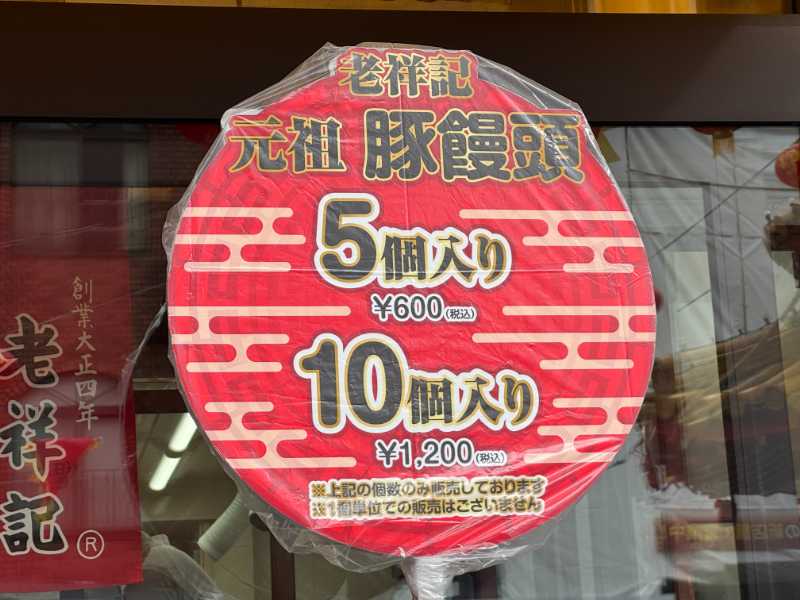 老祥記
元祖 豚饅頭
5個入り
¥600(税込)
10個入り
¥1,200(税込)
※上記の個数のみ販売しております
※1個単位での販売はございません
創業大正四年
老祥記®